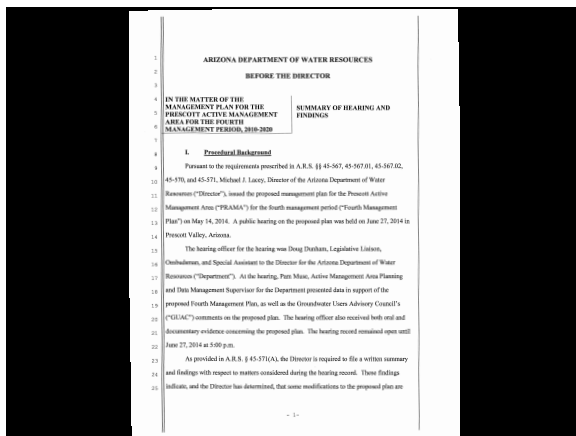 ARIZONA DEPARTMENT OF WATER RESOURCES
BEFORE THE DIRECTOR
IN THE MATTER OF THE
MANAGEMENT PLAN FOR THE
PRESCOTT ACTIVE MANAGEMENT
AREA FOR THE FOURTH
MANAGEMENT PERIOD, 2010-2020
SUMMARY OF HEARING AND
FINDINGS
I. Procedural Background
Pursuant to the requirements prescribed in A.R.S. §§ 45-567, 45-567.01, 45-567.02,
45-570, and 45-571, Michael J. Lacey, Director of the Arizona Department of Water
Resources ("Director"), issued the proposed management plan for the Prescott Active
Management Area ("PRAMA") for the fourth management period ("Fourth Management
Plan") on May 14, 2014. A public hearing on the proposed plan was held on June 27, 2014 in
Prescott Valley, Arizona.
The hearing officer for the hearing was Doug Dunham, Legislative Liaison,
Ombudsman, and Special Assistant to the Director for the Arizona Department of Water
Resources ("Department"). At the hearing, Pam Muse, Active Management Area Planning
and Data Management Supervisor for the Department presented data in support of the
proposed Fourth Management Plan, as well as the Groundwater Users Advisory Council's
("GUAC") comments on the proposed plan. The hearing officer also received both oral and
documentary evidence concerning the proposed plan. The hearing record remained open until
June 27, 2014 at 5:00 p.m.
As provided in A.R.S. § 45-571(A), the Director is required to file a written summary
and findings with respect to matters considered during the hearing record. These findings
indicate, and the Director has determined, that some modifications to the proposed plan are
- 1-
1
2
3
4
5
6
7
8
9
10
11
12
13
14
15
16
17
18
19
20
21
22
23
24
25